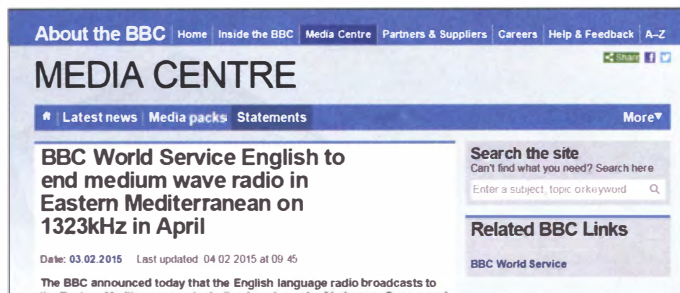 About the BBC Home Inside the BBC Media Centre Partners & Suppliers Careers Help & Feedback A–Z
Share
MEDIA CENTRE
Latest news Media packs Statements More
BBC World Service English to
end medium wave radio in
Eastern Mediterranean on
1323kHz in April
Date: 03.02.2015 Last updated 04 02 2015 at 09 45
The BBC announced today that the English language radio broadcasts to
Search the site
Can't find what you need? Search here
Enter a subject, topic or keyword
Related BBC Links
BBC World Service